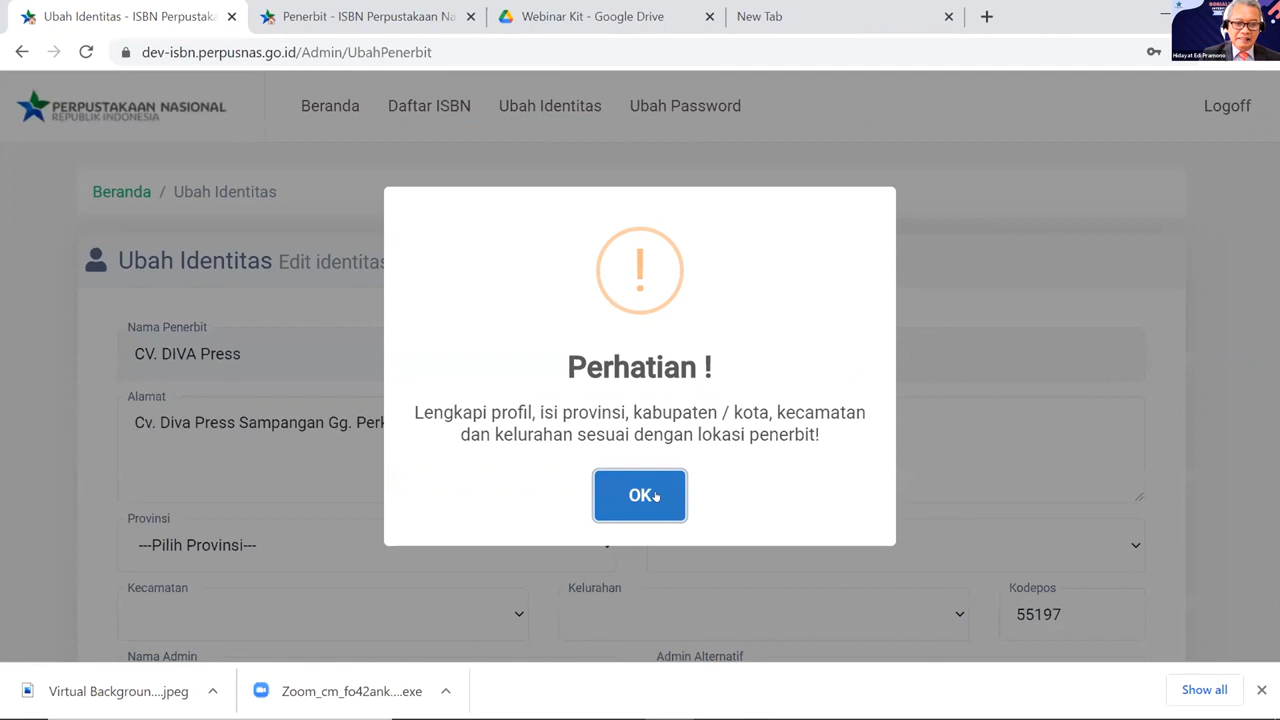 Ubah Identitas - ISBN Perpustaka
Penerbit - ISBN Perpustakaan Na
Webinar Kit - Google Drive
New Tab
dev-isbn.perpusnas.go.id/Admin/UbahPenerbit
Hidayat Edi Pramono
PERPUSTAKAAN NASIONAL
REPUBLIK INDONESIA
Beranda
Daftar ISBN
Ubah Identitas
Ubah Password
Logoff
Beranda / Ubah Identitas
Ubah Identitas Edit identitas
Nama Penerbit
CV. DIVA Press
Alamat
Cv. Diva Press Sampangan Gg. Perk
Perhatian !
Lengkapi profil, isi provinsi, kabupaten / kota, kecamatan
dan kelurahan sesuai dengan lokasi penerbit!
OK
Provinsi
---Pilih Provinsi---
Kecamatan
Kelurahan
Kodepos
55197
Nama Admin
Admin Alternatif
Virtual Backgroun....jpeg
Zoom_cm_fo42ank....exe
Show all